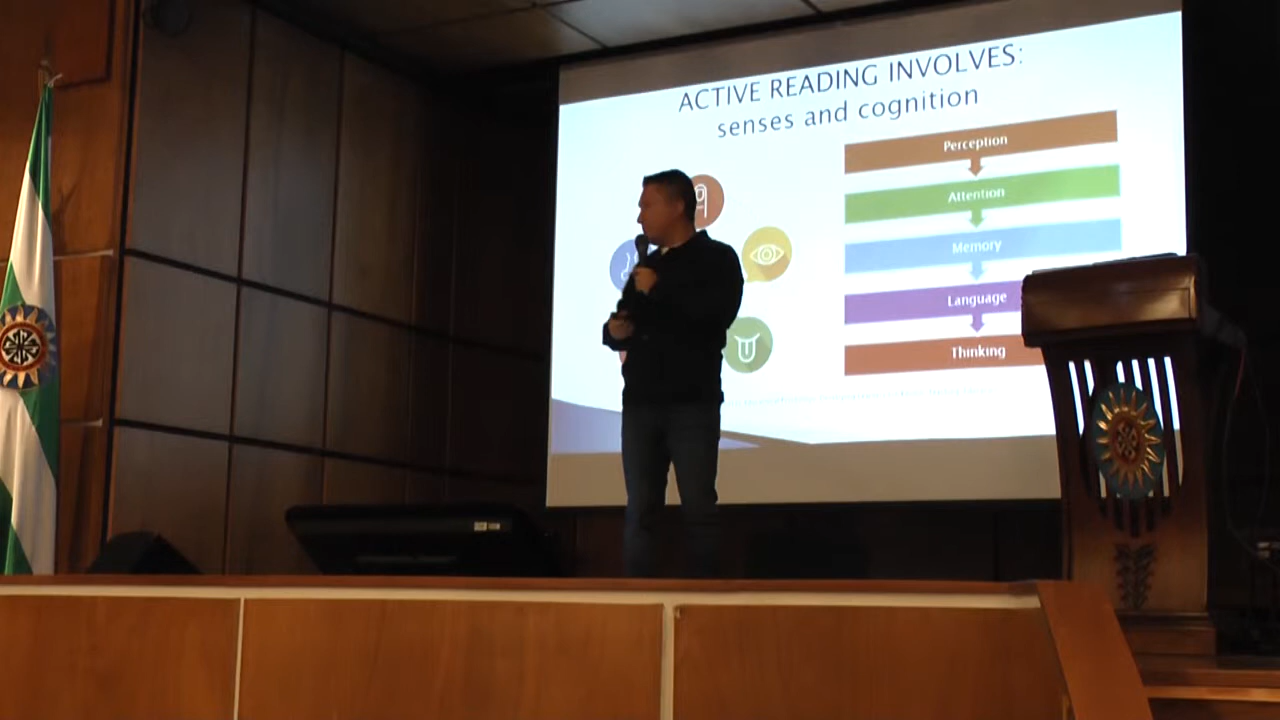 ACTIVE READING INVOLVES:
senses and cognition
Perception
Attention
Memory
Language
Thinking